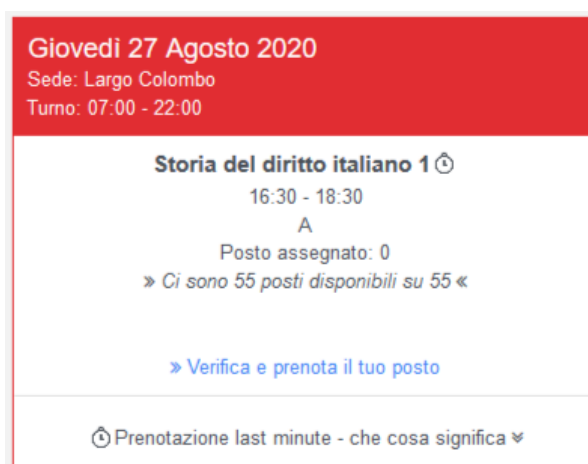 Giovedì 27 Agosto 2020
Sede: Largo Colombo
Turno: 07:00 - 22:00
Storia del diritto italiano 1
16:30 - 18:30
A
Posto assegnato: 0
» Ci sono 55 posti disponibili su 55 «
» Verifica e prenota il tuo posto
Prenotazione last minute - che cosa significa